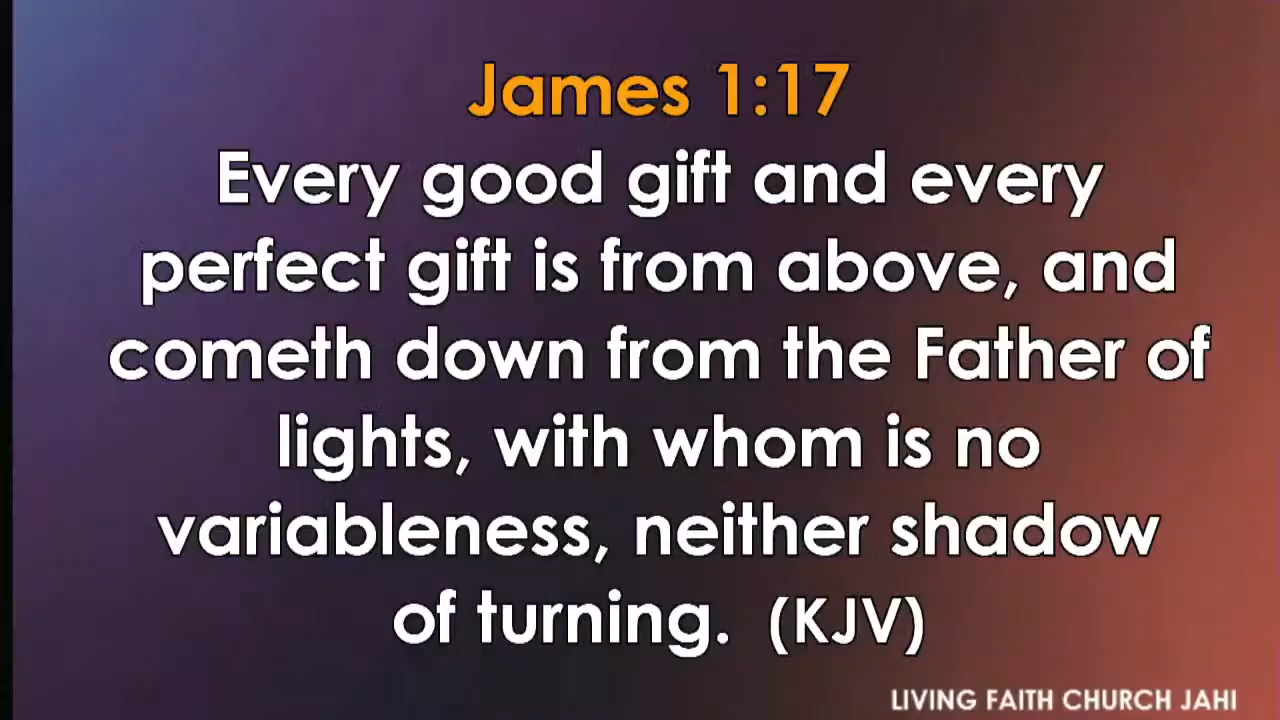 James 1:17
Every good gift and every
perfect gift is from above, and
cometh down from the Father of
lights, with whom is no
variableness, neither shadow
of turning. (KJV)
LIVING FAITH CHURCH JAHI